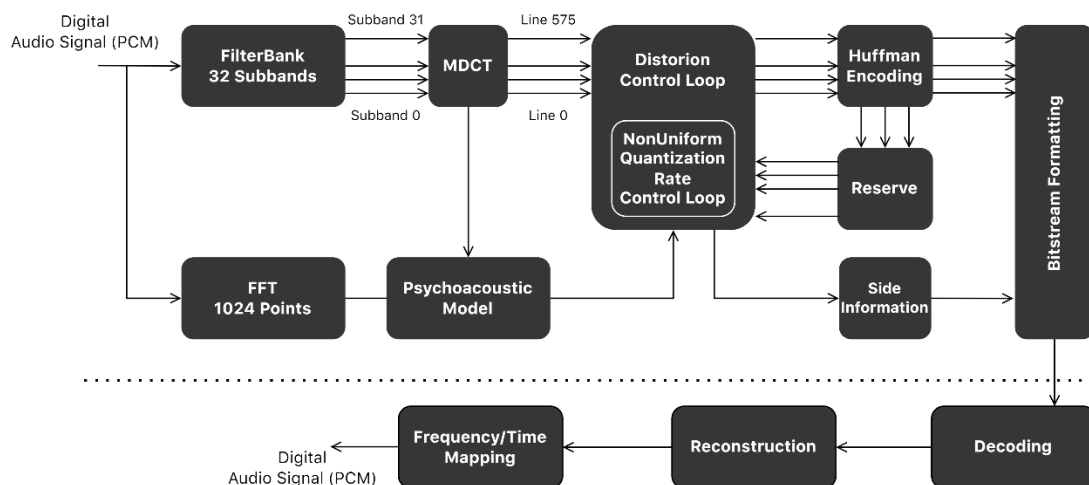 Digital
Audio Signal (PCM)
FilterBank
32 Subbands
Subband 31
Subband 0
MDCT
Line 575
Line 0
Distorion
Control Loop
NonUniform
Quantization
Rate
Control Loop
Huffman
Encoding
Reserve
Bitstream Formatting
FFT
1024 Points
Psychoacoustic
Model
Side
Information
Digital
Audio Signal (PCM)
Frequency/Time
Mapping
Reconstruction
Decoding